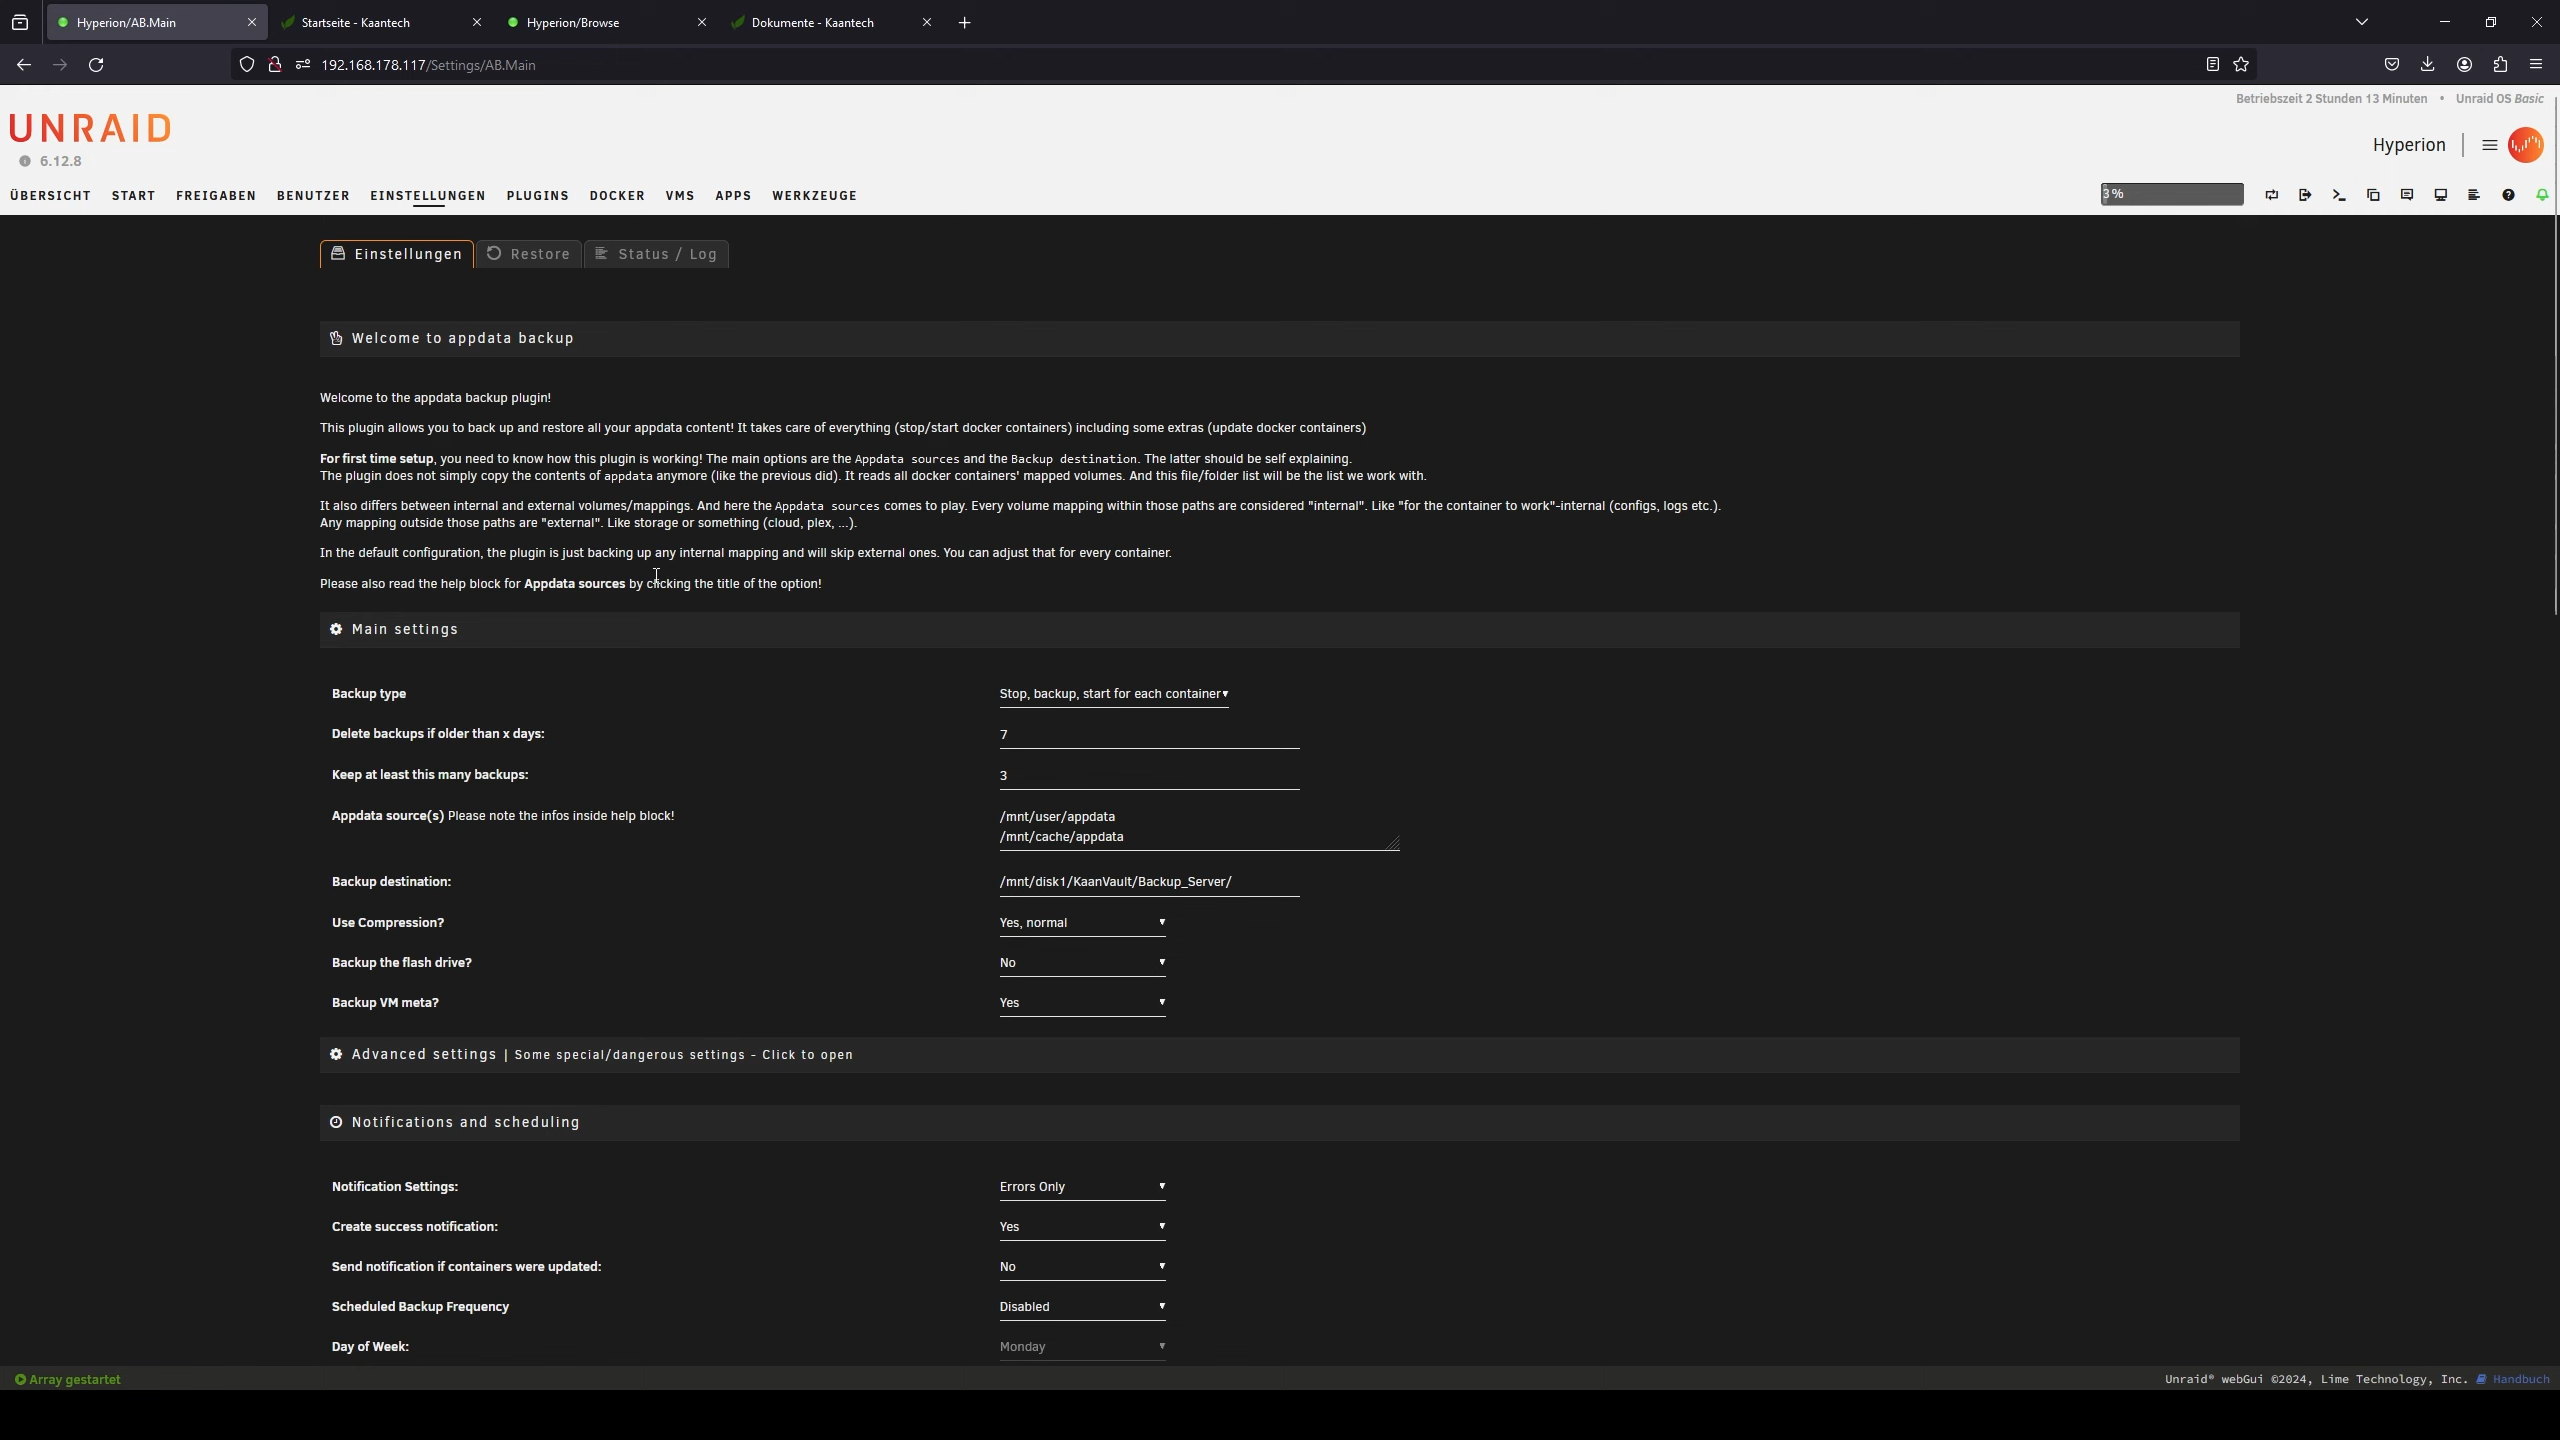 Hyperion/AB.Main
Startseite - Kaantech
Hyperion/Browse
Dokumente - Kaantech
192.168.178.117/Settings/AB.Main
Betriebszeit 2 Stunden 13 Minuten • Unraid OS Basic
UNRAID
6.12.8
Hyperion
ÜBERSICHT START FREIGABEN BENUTZER EINSTELLUNGEN PLUGINS DOCKER VMS APPS WERKZEUGE
3%
Einstellungen
Restore
Status / Log
Welcome to appdata backup
Welcome to the appdata backup plugin!
This plugin allows you to back up and restore all your appdata content! It takes care of everything (stop/start docker containers) including some extras (update docker containers)
For first time setup, you need to know how this plugin is working! The main options are the Appdata sources and the Backup destination. The latter should be self explaining.
The plugin does not simply copy the contents of appdata anymore (like the previous did). It reads all docker containers' mapped volumes. And this file/folder list will be the list we work with.
It also differs between internal and external volumes/mappings. And here the Appdata sources comes to play. Every volume mapping within those paths are considered "internal". Like "for the container to work"-internal (configs, logs etc.).
Any mapping outside those paths are "external". Like storage or something (cloud, plex, ...).
In the default configuration, the plugin is just backing up any internal mapping and will skip external ones. You can adjust that for every container.
Please also read the help block for Appdata sources by clicking the title of the option!
Main settings
Backup type
Stop, backup, start for each container
Delete backups if older than x days:
7
Keep at least this many backups:
3
Appdata source(s) Please note the infos inside help block!
/mnt/user/appdata
/mnt/cache/appdata
Backup destination:
/mnt/disk1/KaanVault/Backup_Server/
Use Compression?
Yes, normal
Backup the flash drive?
No
Backup VM meta?
Yes
Advanced settings | Some special/dangerous settings - Click to open
Notifications and scheduling
Notification Settings:
Errors Only
Create success notification:
Yes
Send notification if containers were updated:
No
Scheduled Backup Frequency
Disabled
Day of Week:
Monday
Array gestartet
Unraid® webGui ©2024, Lime Technology, Inc. Handbuch